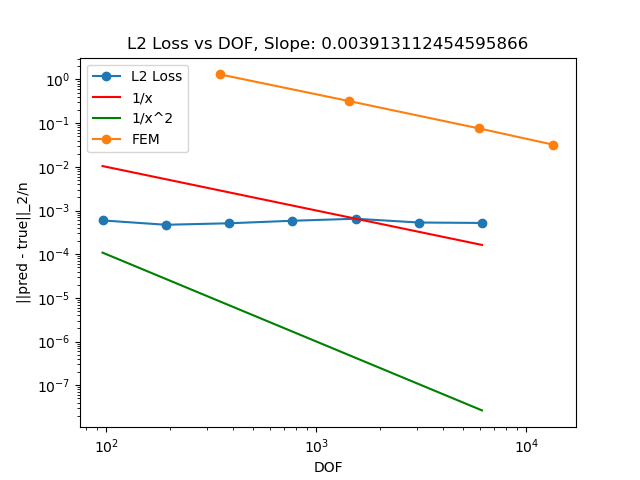 L2 Loss vs DOF, Slope: 0.003913112454595866
L2 Loss
1/x
1/x^2
FEM
||pred - true||_2/n
10^0
10^-1
10^-2
10^-3
10^-4
10^-5
10^-6
10^-7
10^2
10^3
10^4
DOF